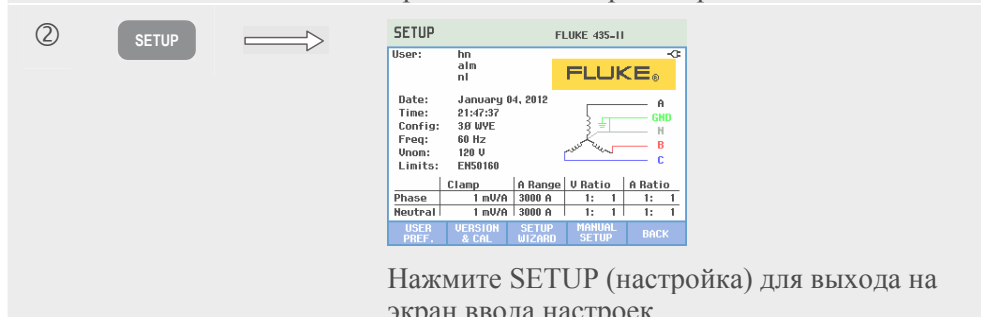 ②
SETUP
SETUP FLUKE 435-II
User: hn
alm
nl
FLUKE®
Date: January 04, 2012
Time: 21:47:37
Config: 3Ø WYE
Freq: 60 Hz
Vnom: 120 V
Limits: EN50160
A
GND
N
B
C
Clamp A Range V Ratio A Ratio
Phase 1 mV/A 3000 A 1: 1 1: 1
Neutral 1 mV/A 3000 A 1: 1 1: 1
USER PREF. VERSION & CAL SETUP WIZARD MANUAL SETUP BACK
Нажмите SETUP (настройка) для выхода на
экран ввода настроек